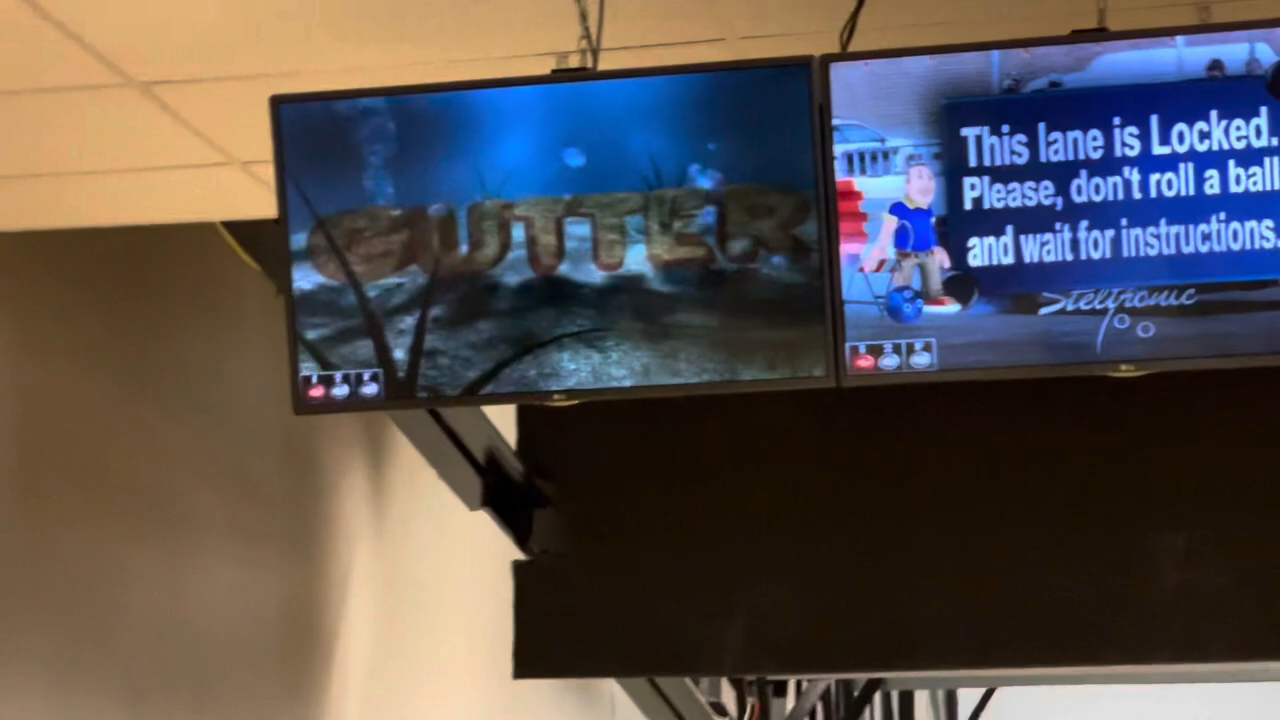 GUTTER
This lane is Locked.
Please, don't roll a ball
and wait for instructions.
Steltronic